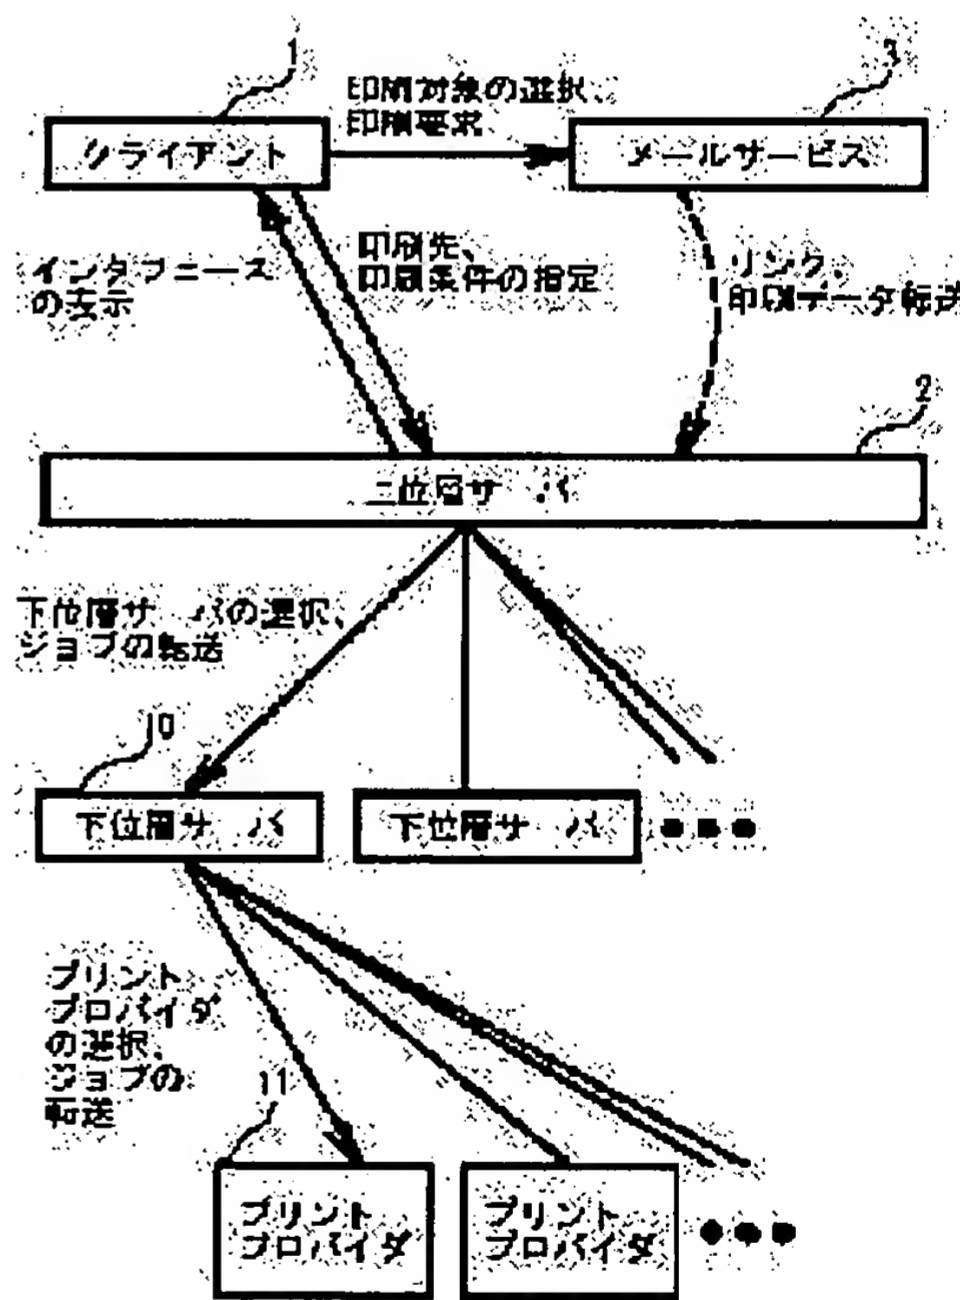 1
3
印刷対象の選択、
印刷要求
クライアント
メールサービス
インタフェース
の表示
印刷先、
印刷条件の指定
リンク、
印刷データ転送
2
上位層サーバ
下位層サーバの選択、
ジョブの転送
10
下位層サーバ
下位層サーバ
プリント
プロバイダ
の選択、
ジョブの
転送
11
プリント
プロバイダ
プリント
プロバイダ